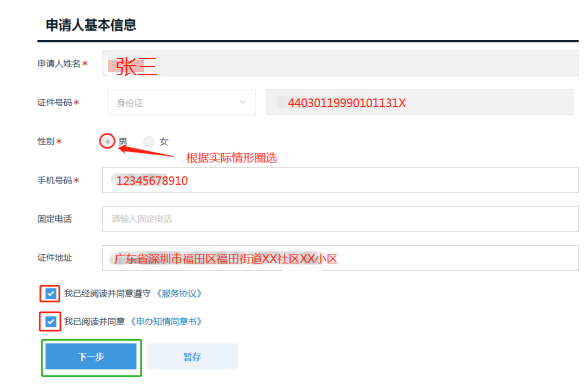 申请人基本信息
申请人姓名* 张三
证件号码* 身份证 44030119990101131X
性别* 男 女
根据实际情形圈选
手机号码* 12345678910
固定电话 请输入固定电话
证件地址 广东省深圳市福田区福田街道XX社区XX小区
我已经阅读并同意遵守《服务协议》
我已阅读并同意《申办知情同意书》
下一步 暂存